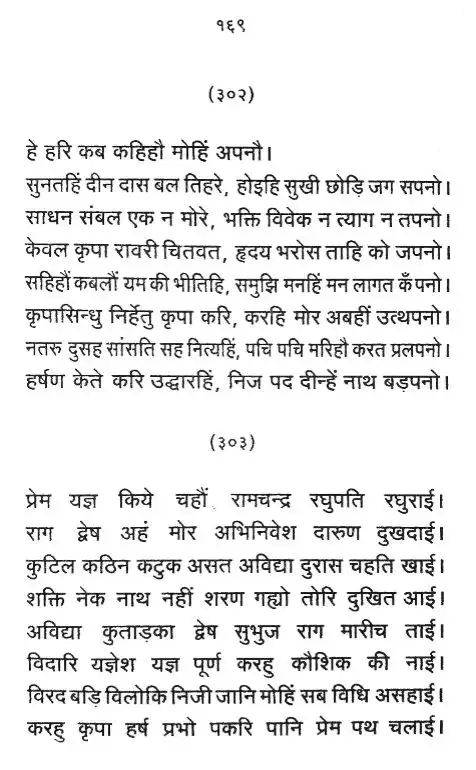 १६९
(३०२)
हे हरि कब कहिहौ मोहिं अपनौ।
सुनतहिं दीन दास बल तिहरे, होइहि सुखी छोड़ि जग सपनो।
साधन संबल एक न मोरे, भक्ति विवेक न त्याग न तपनो।
केवल कृपा रावरी चितवत, हृदय भरोस ताहि को जपनो।
सहिहौं कबलौं यम की भीतिहि, समुझि मनहिं मन लागत कँपनो।
कृपासिन्धु निर्हेतु कृपा करि, करहि मोर अबहीं उत्थपनो।
नतरु दुसह सांसति सह नित्यहिं, पचि पचि मरिहौ करत प्रलपनो।
हर्षण केते करि उद्धारहिं, निज पद दीन्हें नाथ बड़पनो।
(३०३)
प्रेम यज्ञ किये चहौं रामचन्द्र रघुपति रघुराई।
राग द्वेष अहं मोर अभिनिवेश दारुण दुखदाई।
कुटिल कठिन कटुक असत अविद्या दुरास चहति खाई।
शक्ति नेक नाथ नहीं शरण गह्यो तोरि दुखित आई।
अविद्या कुताड़का द्वेष सुभुज राग मारीच ताई।
विदारि यज्ञेश यज्ञ पूर्ण करहु कौशिक की नाई।
विरद बड़ि विलोकि निजी जानि मोहिं सब विधि असहाई।
करहु कृपा हर्ष प्रभो पकरि पानि प्रेम पथ चलाई।